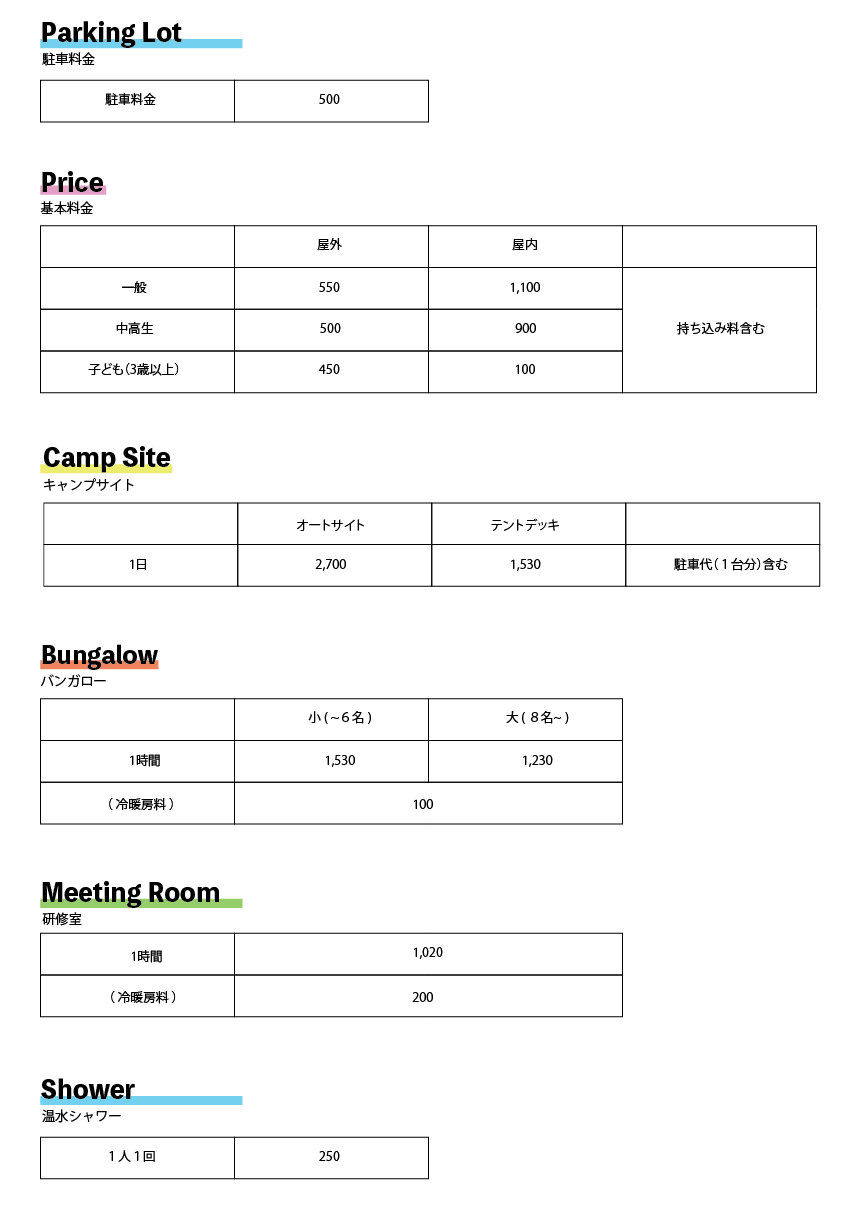 Parking Lot
駐車料金
駐車料金 500
Price
基本料金
屋外 屋内
一般 550 1,100
中高生 500 900 持ち込み料含む
子ども(3歳以上) 450 100
Camp Site
キャンプサイト
オートサイト テントデッキ
1日 2,700 1,530 駐車代(1台分)含む
Bungalow
バンガロー
小(~6名) 大(8名~)
1時間 1,530 1,230
(冷暖房料) 100
Meeting Room
研修室
1時間 1,020
(冷暖房料) 200
Shower
温水シャワー
1人1回 250